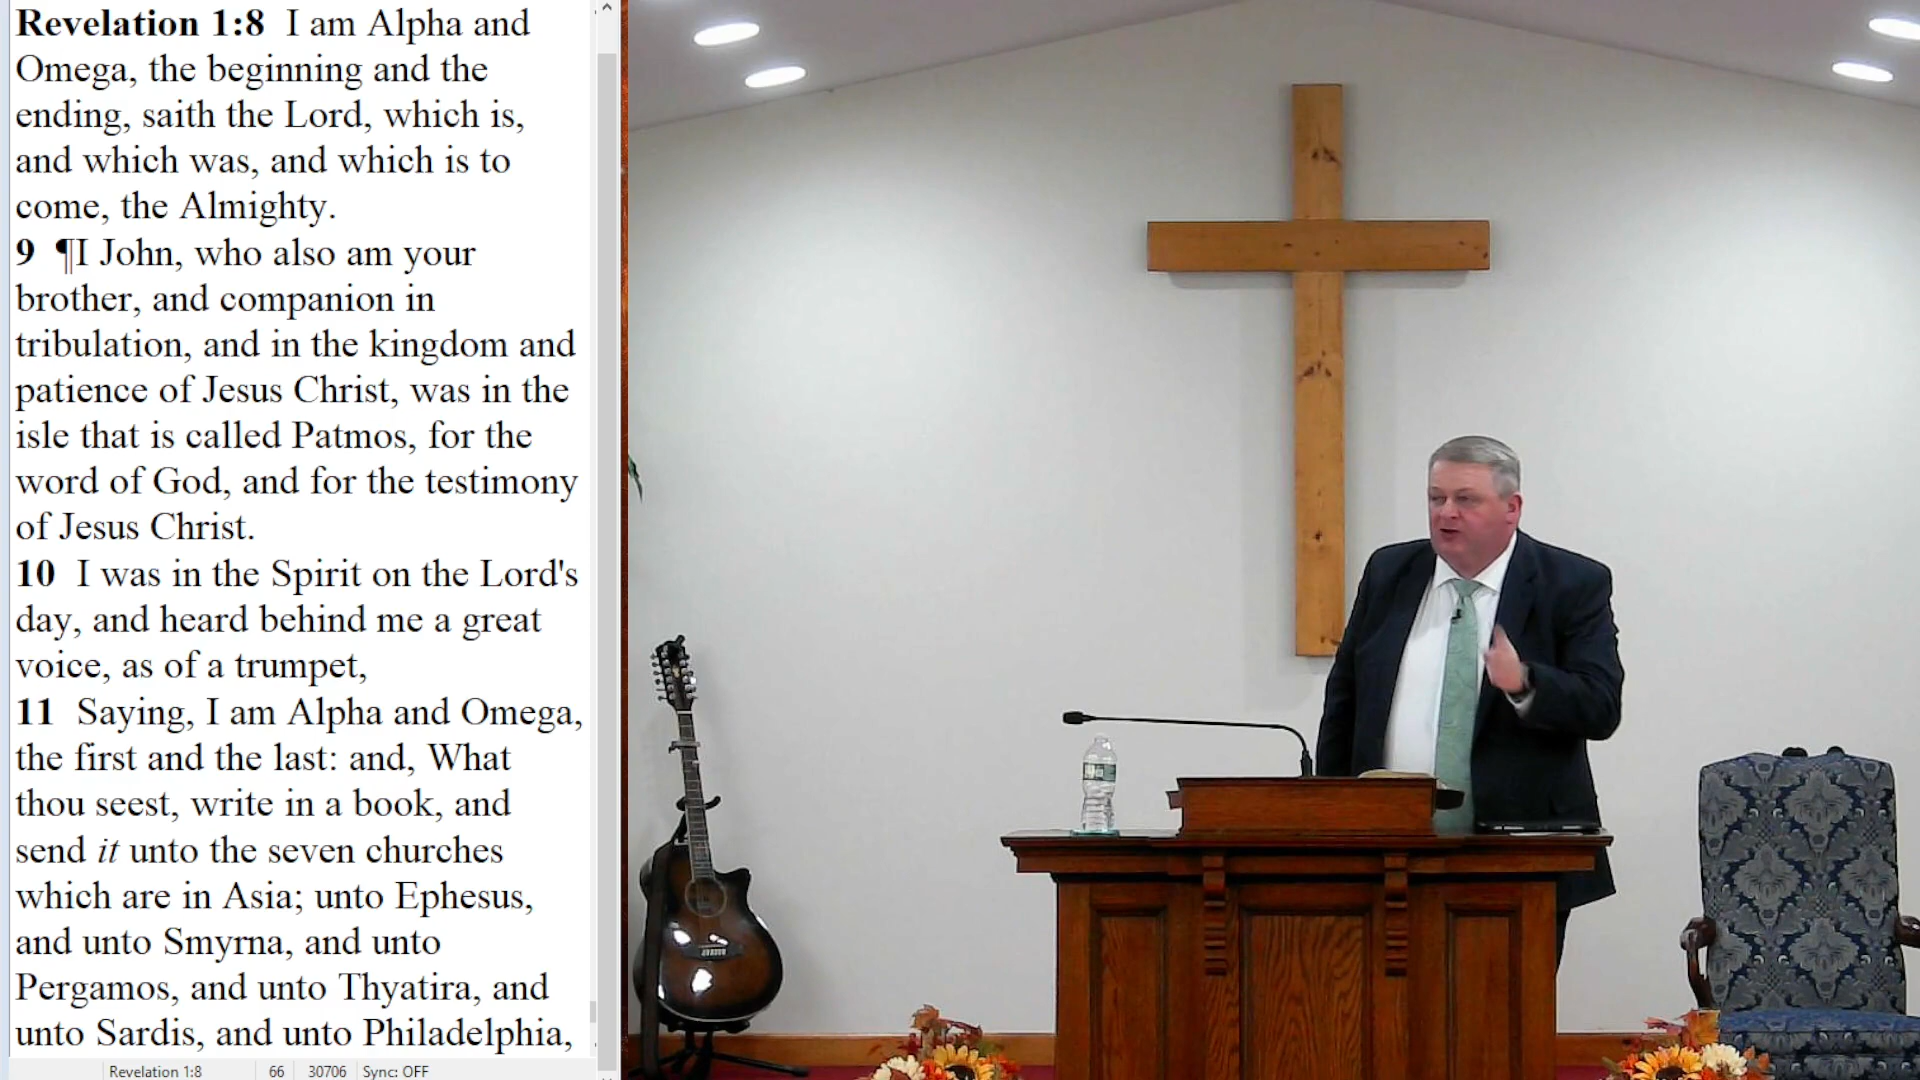 Revelation 1:8 I am Alpha and
Omega, the beginning and the
ending, saith the Lord, which is,
and which was, and which is to
come, the Almighty.
9 ¶I John, who also am your
brother, and companion in
tribulation, and in the kingdom and
patience of Jesus Christ, was in the
isle that is called Patmos, for the
word of God, and for the testimony
of Jesus Christ.
10 I was in the Spirit on the Lord's
day, and heard behind me a great
voice, as of a trumpet,
11 Saying, I am Alpha and Omega,
the first and the last: and, What
thou seest, write in a book, and
send it unto the seven churches
which are in Asia; unto Ephesus,
and unto Smyrna, and unto
Pergamos, and unto Thyatira, and
unto Sardis, and unto Philadelphia,
Revelation 1:8 66 30706 Sync: OFF